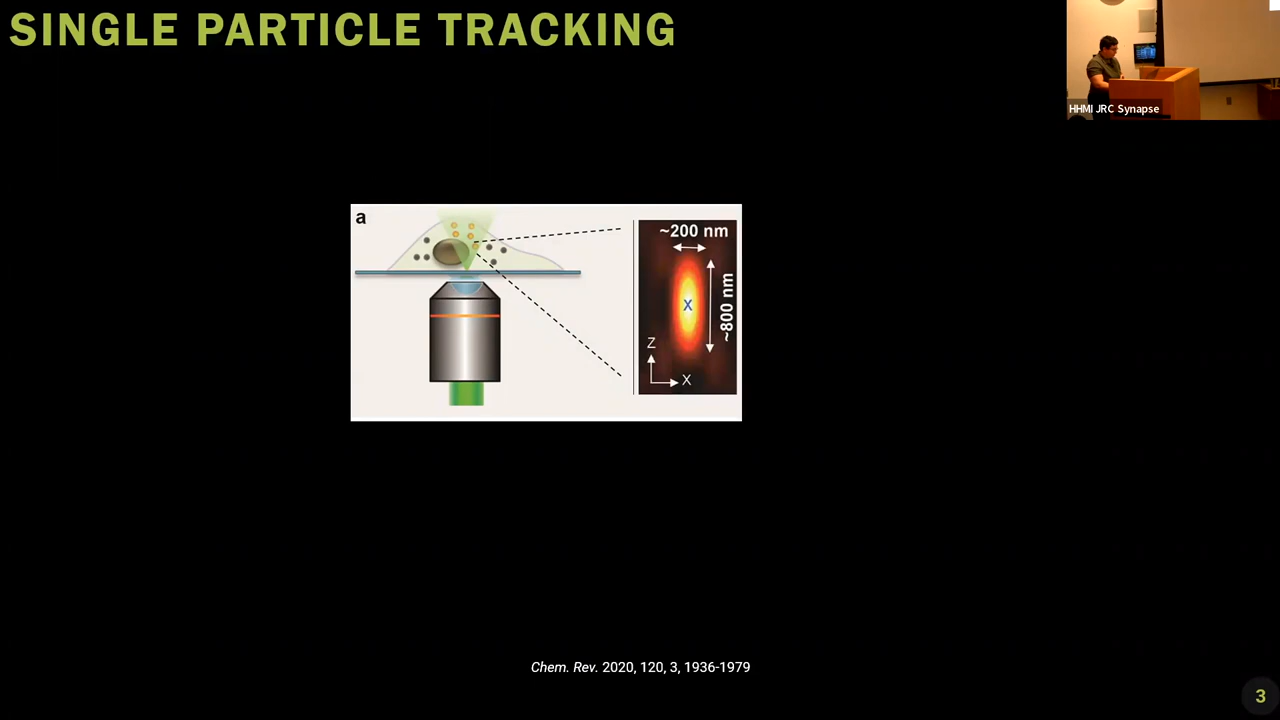 SINGLE PARTICLE TRACKING
HHMI JRC Synapse
a
~200 nm
X
~800 nm
Z
X
Chem. Rev. 2020, 120, 3, 1936-1979
3